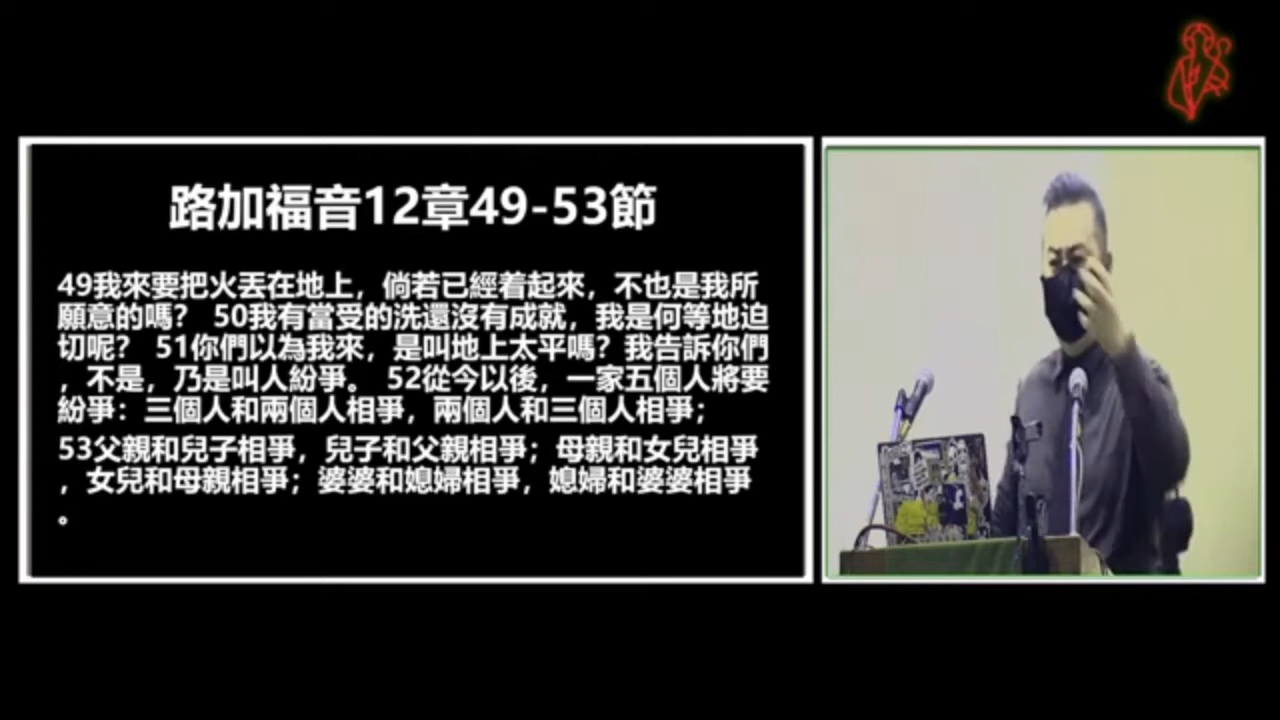 路加福音12章49-53節
49我來要把火丟在地上，倘若已經着起來，不也是我所
願意的嗎？ 50我有當受的洗還沒有成就，我是何等地迫
切呢？ 51你們以為我來，是叫地上太平嗎？我告訴你們
，不是，乃是叫人紛爭。 52從今以後，一家五個人將要
紛爭：三個人和兩個人相爭，兩個人和三個人相爭；
53父親和兒子相爭，兒子和父親相爭；母親和女兒相爭
，女兒和母親相爭；婆婆和媳婦相爭，媳婦和婆婆相爭
。